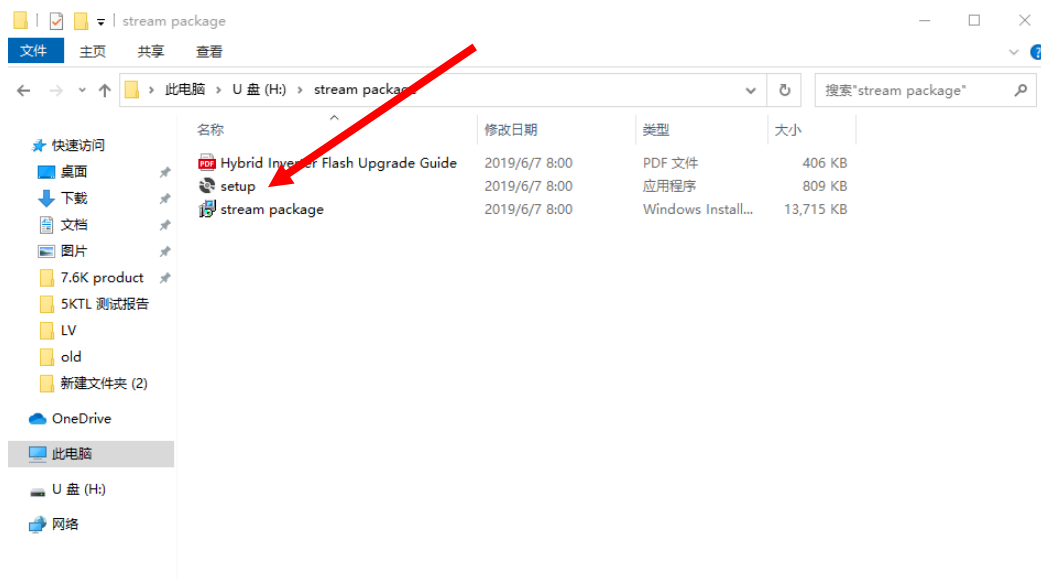 stream package
文件 主页 共享 查看
此电脑 › U 盘 (H:) › stream package 搜索"stream package"
名称 修改日期 类型 大小
Hybrid Inverter Flash Upgrade Guide 2019/6/7 8:00 PDF 文件 406 KB
setup 2019/6/7 8:00 应用程序 809 KB
stream package 2019/6/7 8:00 Windows Install... 13,715 KB
快速访问
桌面
下载
文档
图片
7.6K product
5KTL 测试报告
LV
old
新建文件夹 (2)
OneDrive
此电脑
U 盘 (H:)
网络